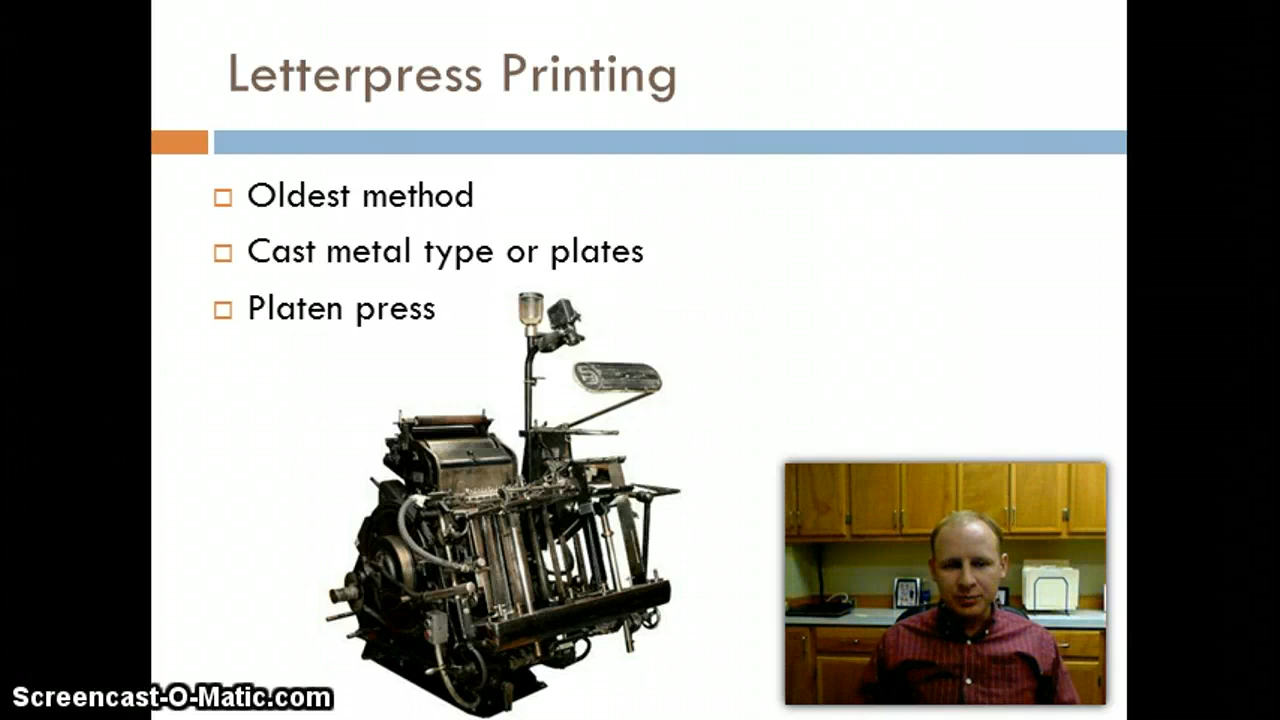 Letterpress Printing
Oldest method
Cast metal type or plates
Platen press
Screencast-O-Matic.com